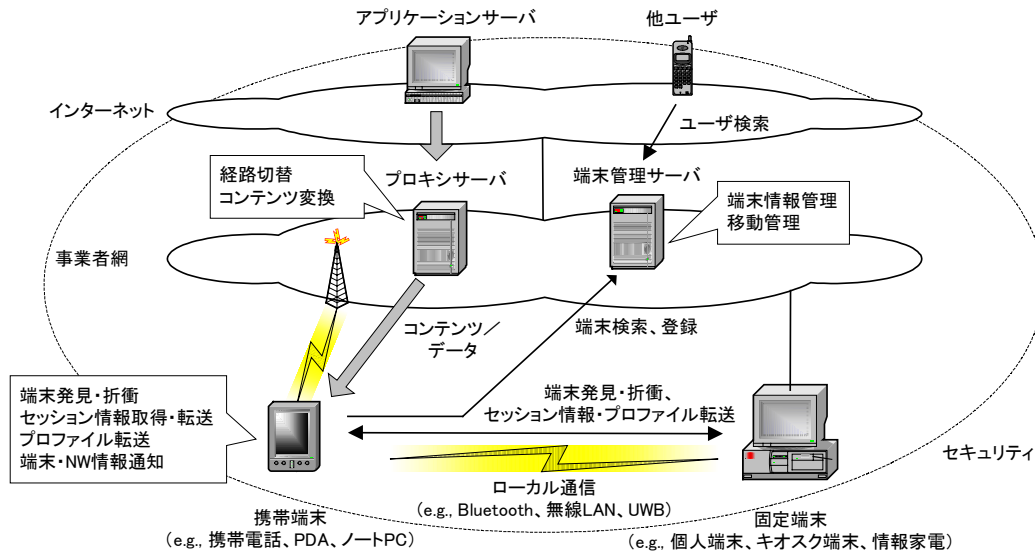 アプリケーションサーバ
他ユーザ
インターネット
ユーザ検索
経路切替
コンテンツ変換
プロキシサーバ
端末管理サーバ
端末情報管理
移動管理
事業者網
コンテンツ／
データ
端末検索、登録
端末発見・折衝
セッション情報取得・転送
プロファイル転送
端末・NW情報通知
端末発見・折衝、
セッション情報・プロファイル転送
セキュリティ
ローカル通信
(e.g., Bluetooth、無線LAN、UWB)
携帯端末
(e.g., 携帯電話、PDA、ノートPC)
固定端末
(e.g., 個人端末、キオスク端末、情報家電)